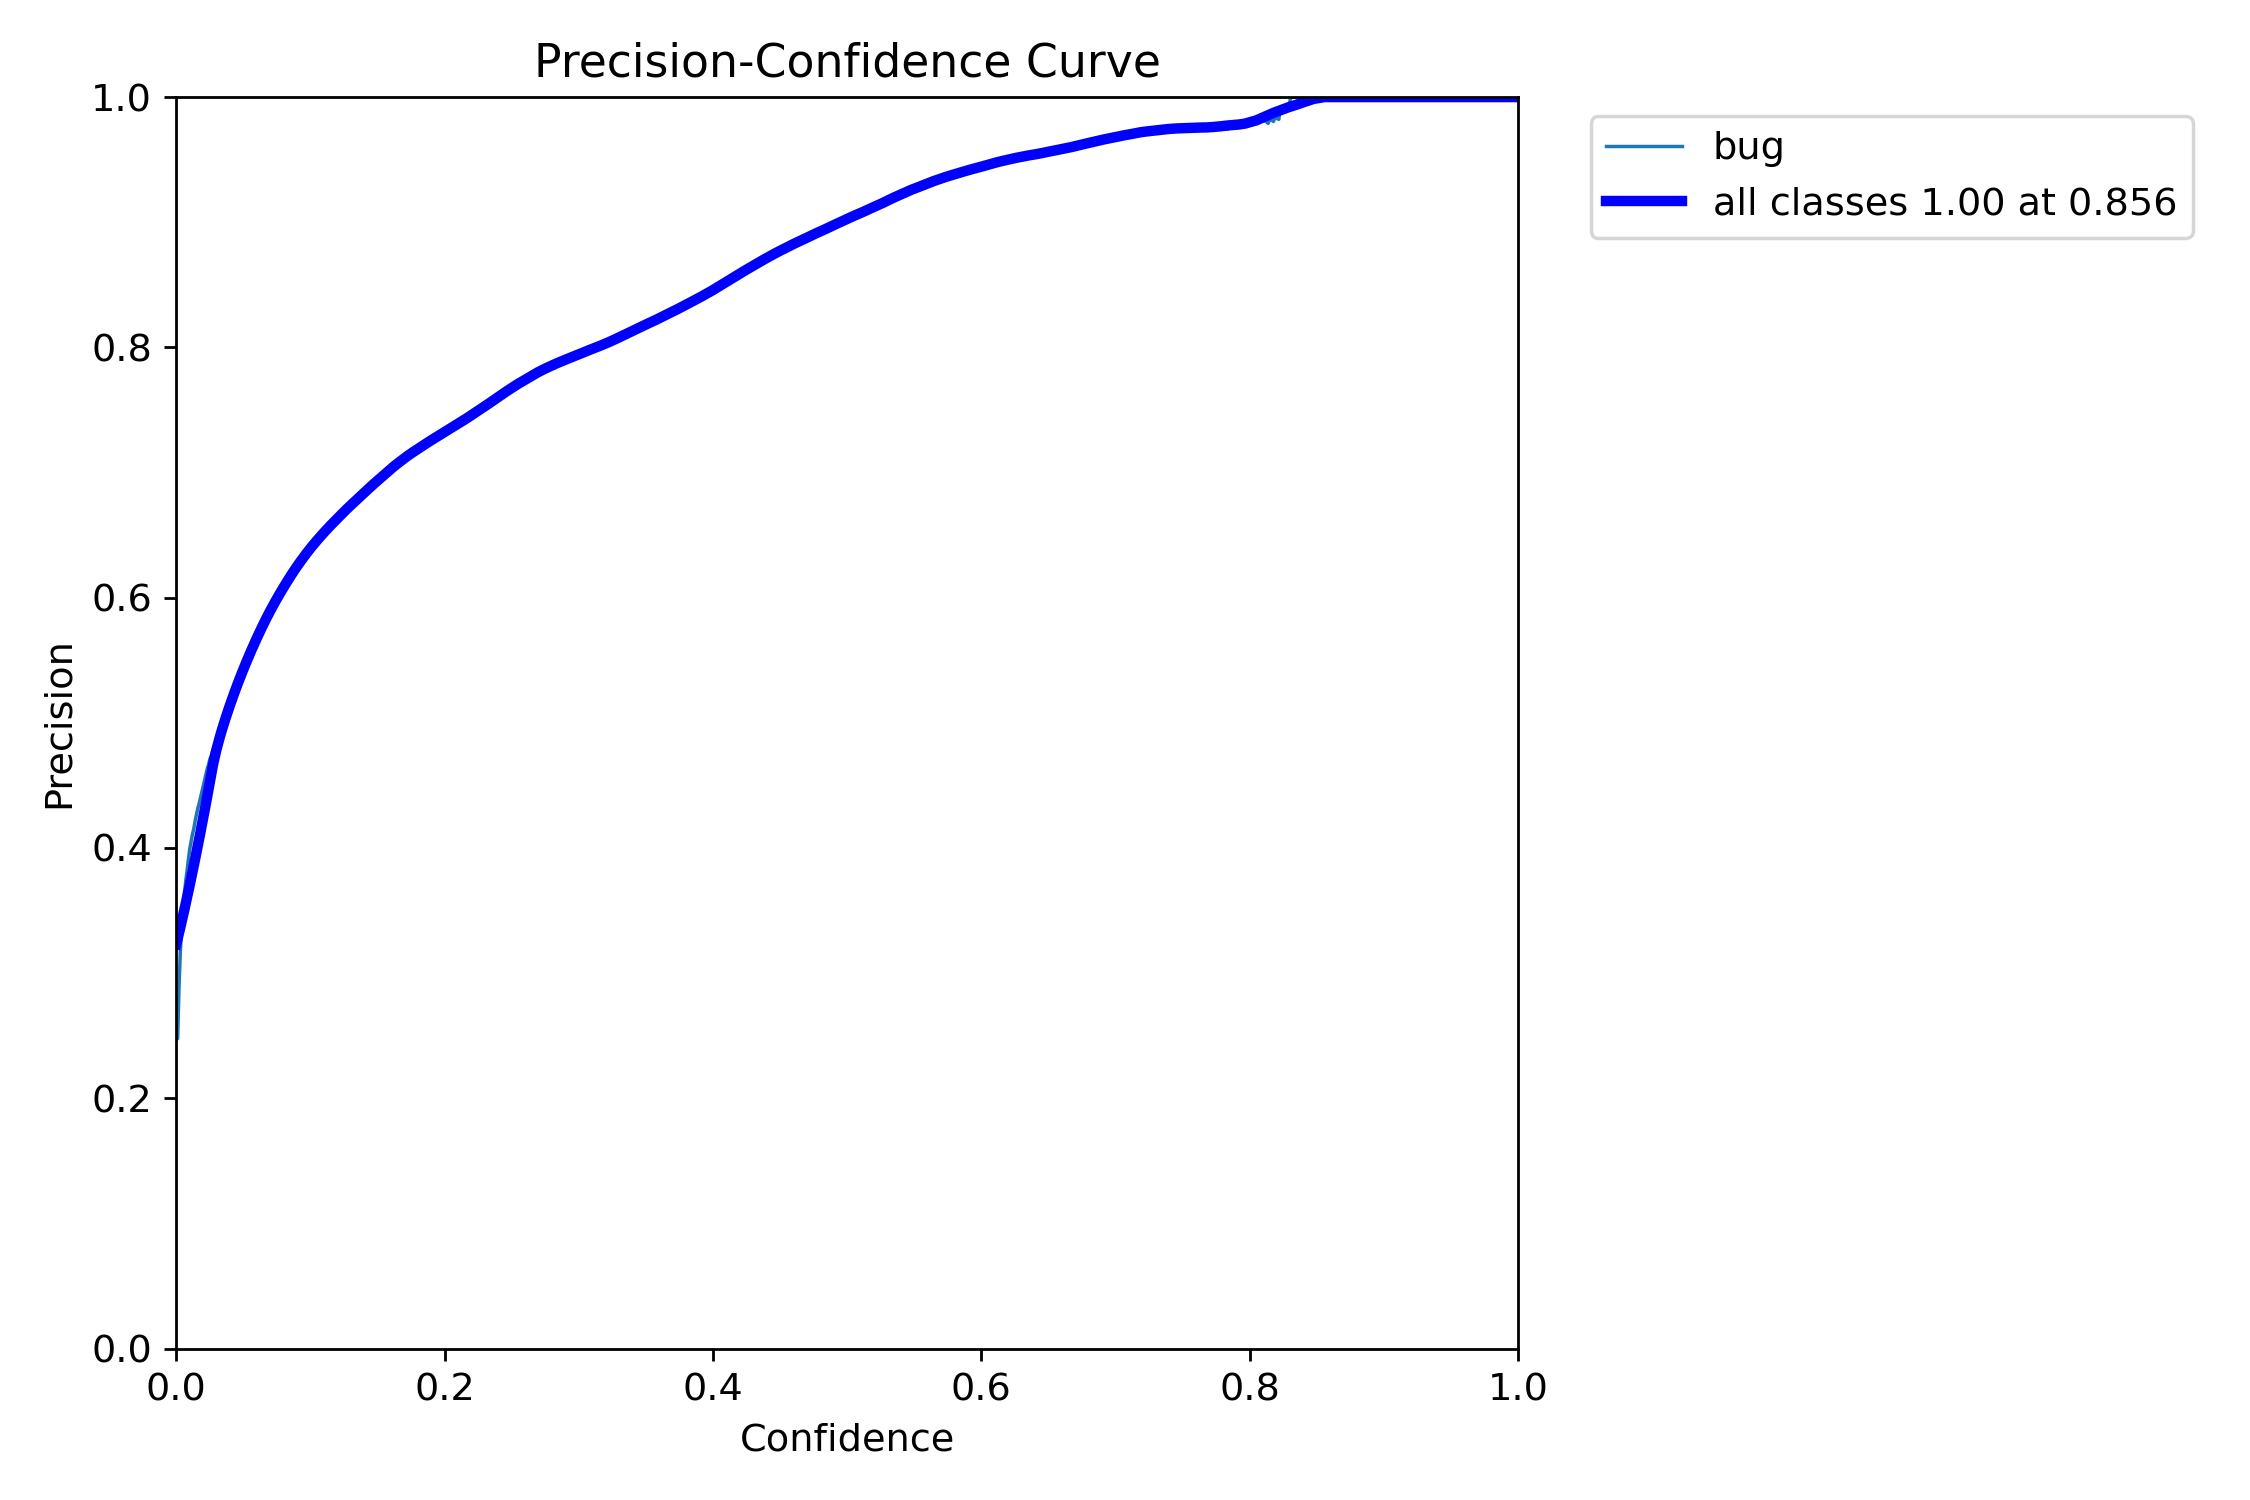 Precision-Confidence Curve
1.0
0.8
0.6
0.4
0.2
0.0
Precision
0.0 0.2 0.4 0.6 0.8 1.0
Confidence
bug
all classes 1.00 at 0.856